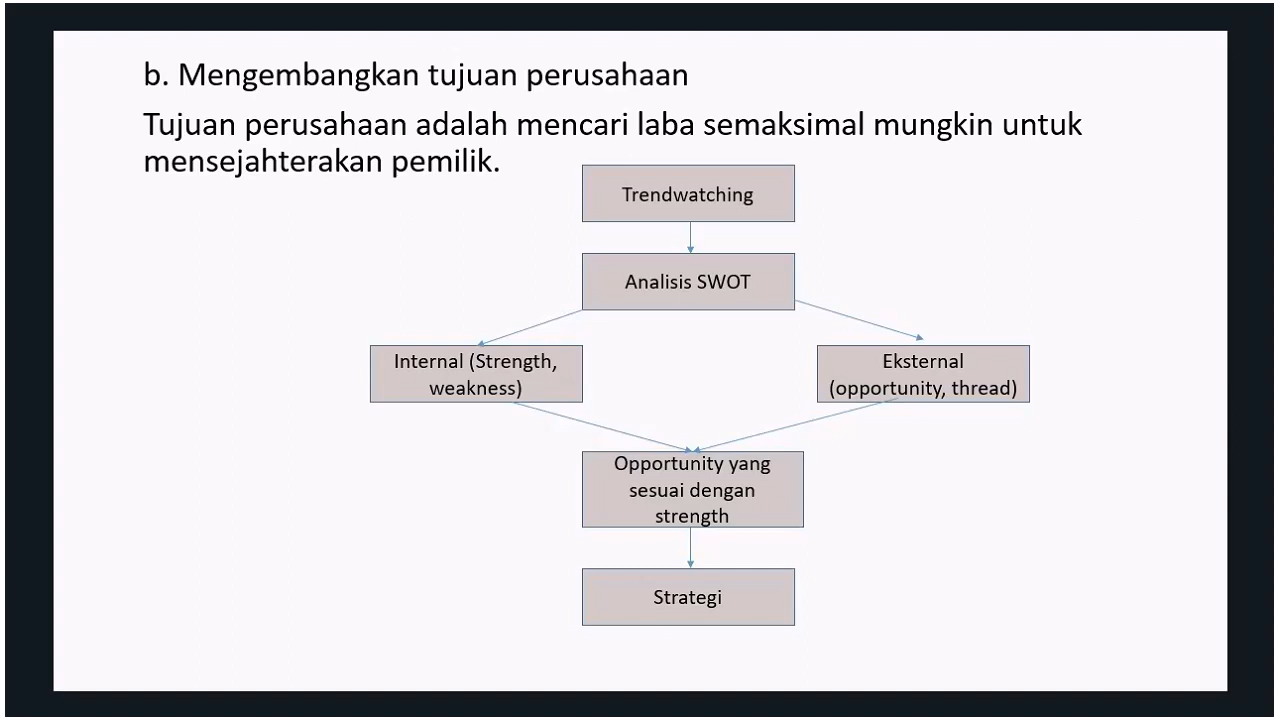 b. Mengembangkan tujuan perusahaan
Tujuan perusahaan adalah mencari laba semaksimal mungkin untuk
mensejahterakan pemilik.
Trendwatching
Analisis SWOT
Internal (Strength,
weakness)
Eksternal
(opportunity, thread)
Opportunity yang
sesuai dengan
strength
Strategi